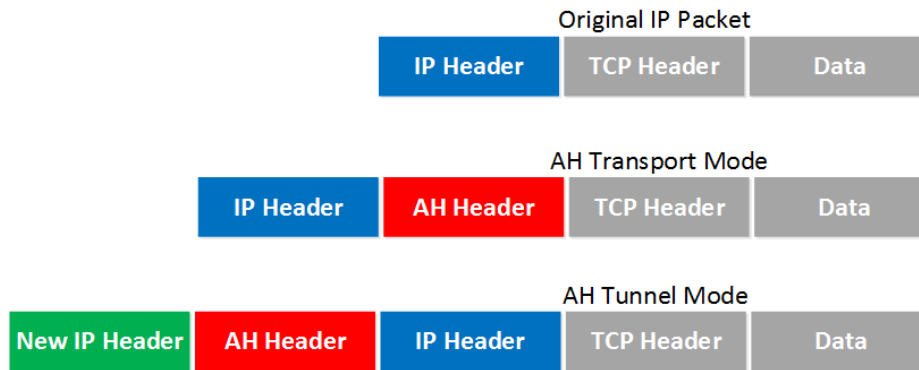 Original IP Packet
IP Header TCP Header Data
AH Transport Mode
IP Header AH Header TCP Header Data
AH Tunnel Mode
New IP Header AH Header IP Header TCP Header Data